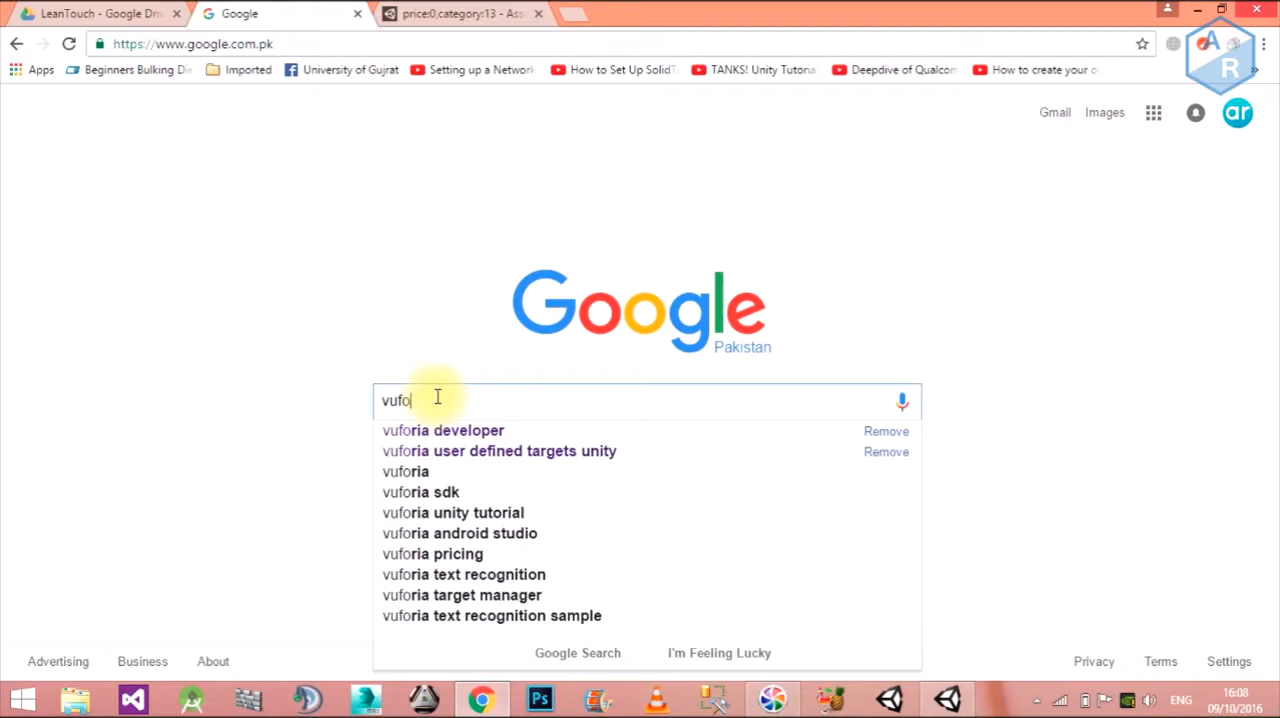 LeanTouch - Google Dri
Google
price:0,category:13 - Ass
https://www.google.com.pk
Apps
Beginners Bulking Die
Imported
University of Gujrat
Setting up a Network
How to Set Up SolidT
TANKS! Unity Tutoria
Deepdive of Qualcom
How to create your o
AR
Gmail
Images
ar
Google
Pakistan
vufo
vuforia developer
Remove
vuforia user defined targets unity
Remove
vuforia
vuforia sdk
vuforia unity tutorial
vuforia android studio
vuforia pricing
vuforia text recognition
vuforia target manager
vuforia text recognition sample
Google Search
I'm Feeling Lucky
Advertising
Business
About
Privacy
Terms
Settings
Ps
ENG
16:08
09/10/2016